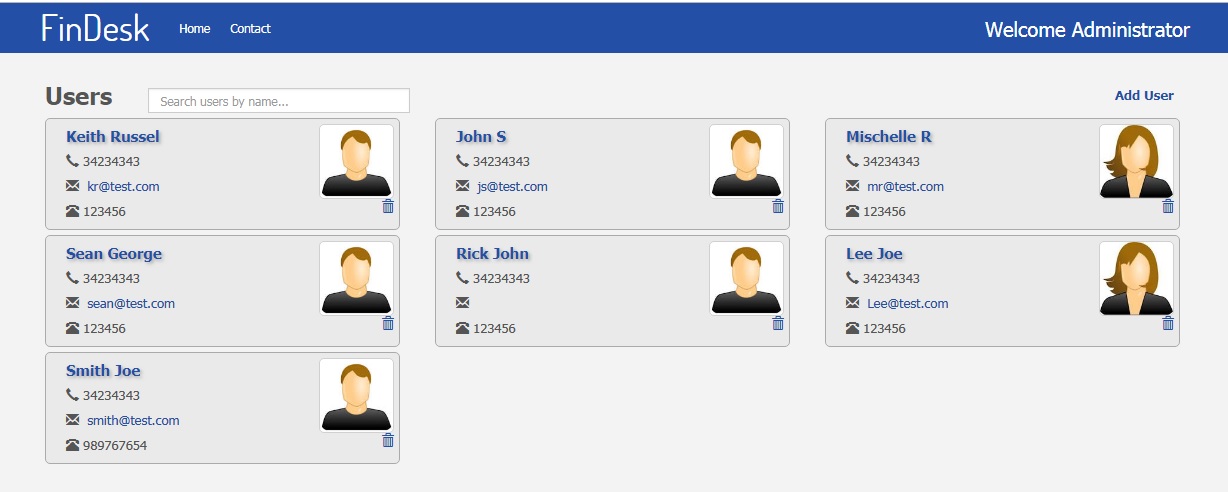 FinDesk Home Contact Welcome Administrator
Users Search users by name... Add User
Keith Russel
34234343
kr@test.com
123456
John S
34234343
js@test.com
123456
Mischelle R
34234343
mr@test.com
123456
Sean George
34234343
sean@test.com
123456
Rick John
34234343
123456
Lee Joe
34234343
Lee@test.com
123456
Smith Joe
34234343
smith@test.com
989767654